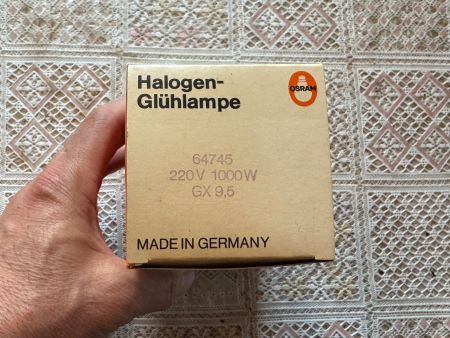 Halogen-
Glühlampe
OSRAM
64745
220V 1000W
GX 9,5
MADE IN GERMANY